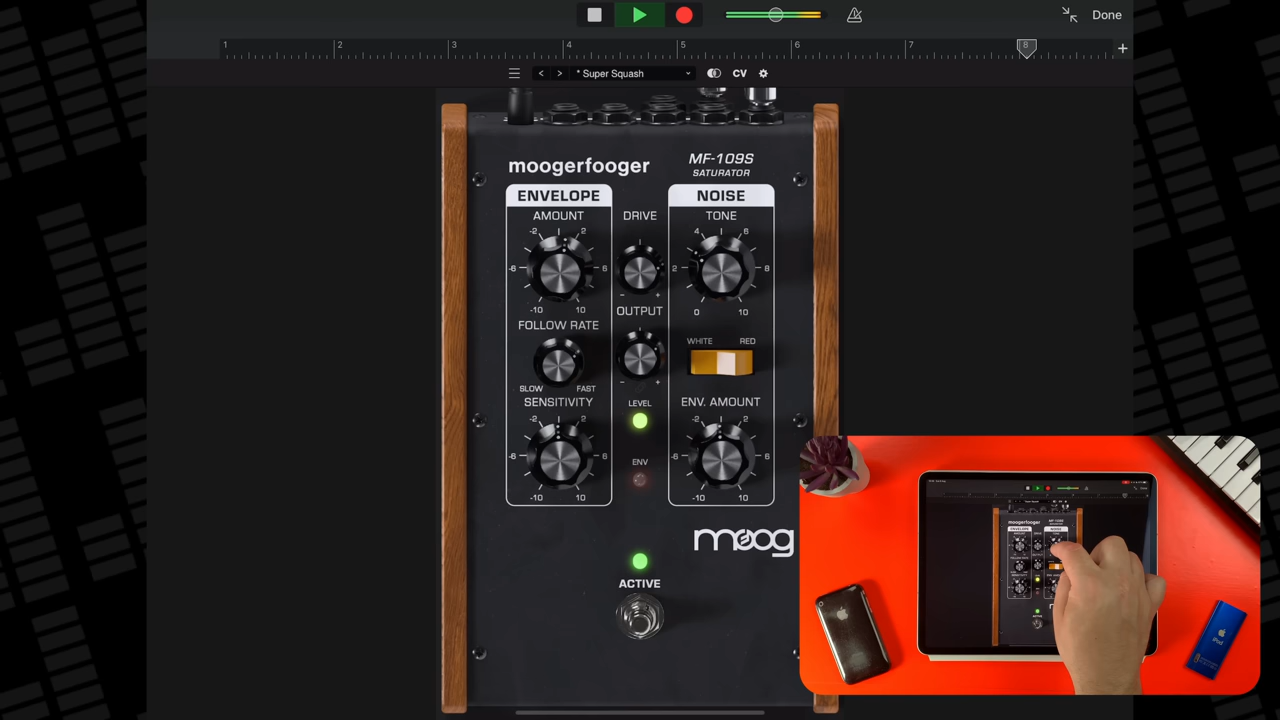 Done
1 2 3 4 5 6 7 8 +
* Super Squash CV
moogerfooger MF-109S
SATURATOR
ENVELOPE NOISE
AMOUNT DRIVE TONE
-2 2 4 6
-6 6 2 8
-10 10 - + 0 10
OUTPUT
FOLLOW RATE
WHITE RED
SLOW FAST - +
SENSITIVITY LEVEL ENV. AMOUNT
-2 2 -2 2
-6 6 6
ENV
-10 10 -10 10
moog
ACTIVE
moogerfooger
iPod